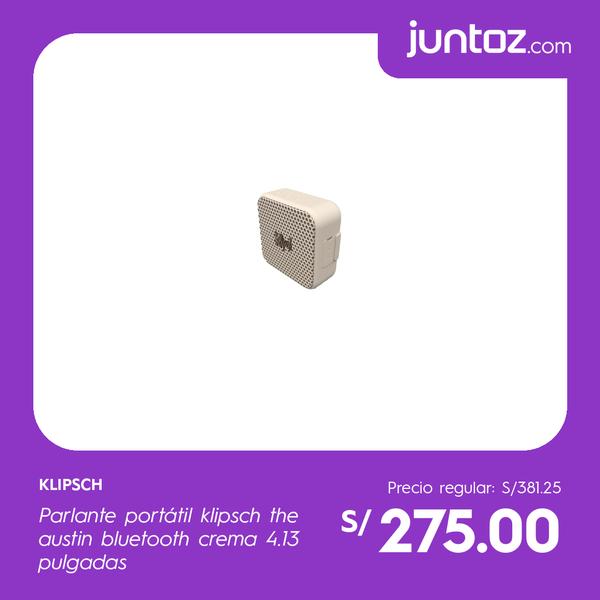 juntoz.com
KLIPSCH
Parlante portátil klipsch the
austin bluetooth crema 4.13
pulgadas
Precio regular: S/381.25
S/ 275.00